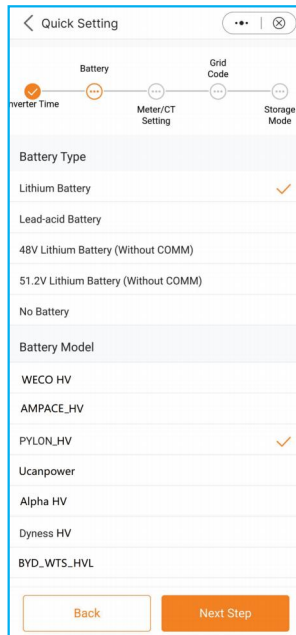 Quick Setting
Battery
Grid
Code
nverter Time
Meter/CT
Setting
Storage
Mode
Battery Type
Lithium Battery
Lead-acid Battery
48V Lithium Battery (Without COMM)
51.2V Lithium Battery (Without COMM)
No Battery
Battery Model
WECO HV
AMPACE_HV
PYLON_HV
Ucanpower
Alpha HV
Dyness HV
BYD_WTS_HVL
Back
Next Step